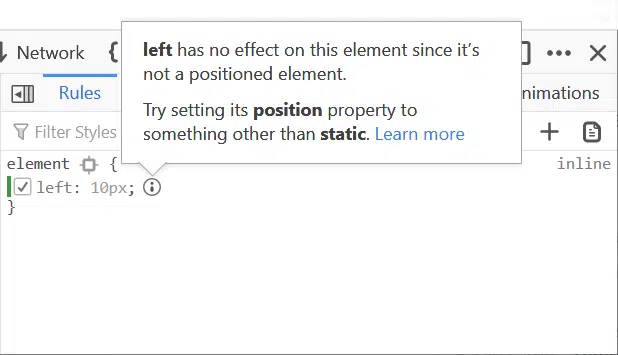 Network {
left has no effect on this element since it’s
not a positioned element.
Try setting its position property to
something other than static. Learn more
Rules
nimations
Filter Styles
element {
inline
left: 10px;
}